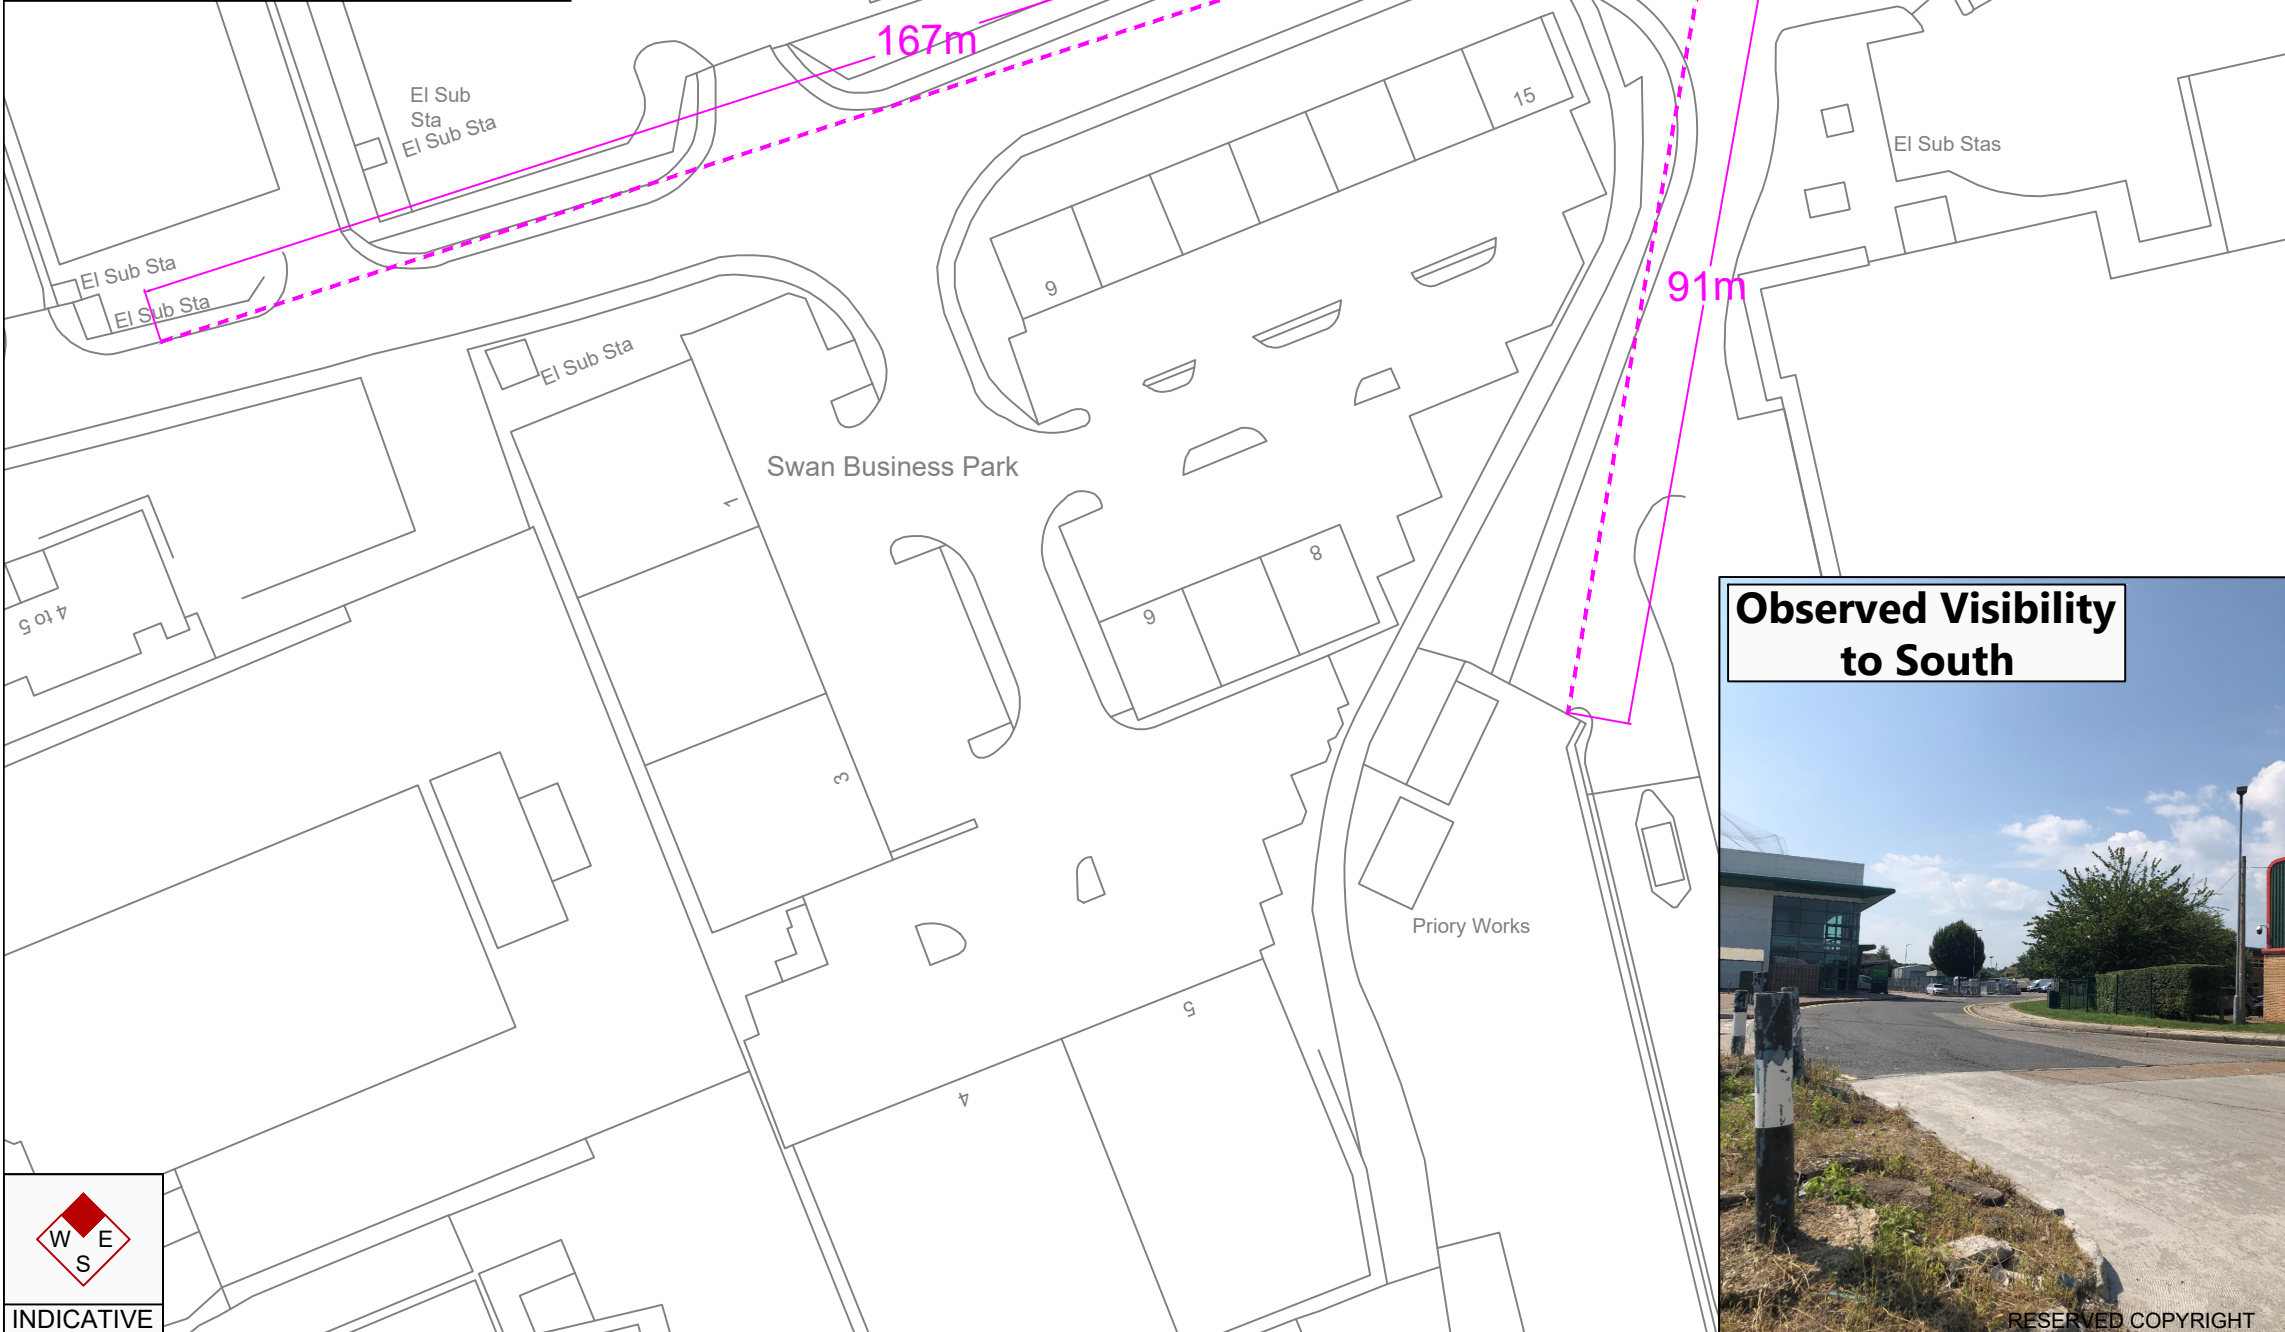 167m
El Sub
Sta
El Sub Sta
15
El Sub Stas
El Sub Sta
El Sub Sta
9
91m
El Sub Sta
Swan Business Park
1
8
4 to 5
6
Observed Visibility
to South
3
Priory Works
5
4
W E
S
INDICATIVE
RESERVED COPYRIGHT